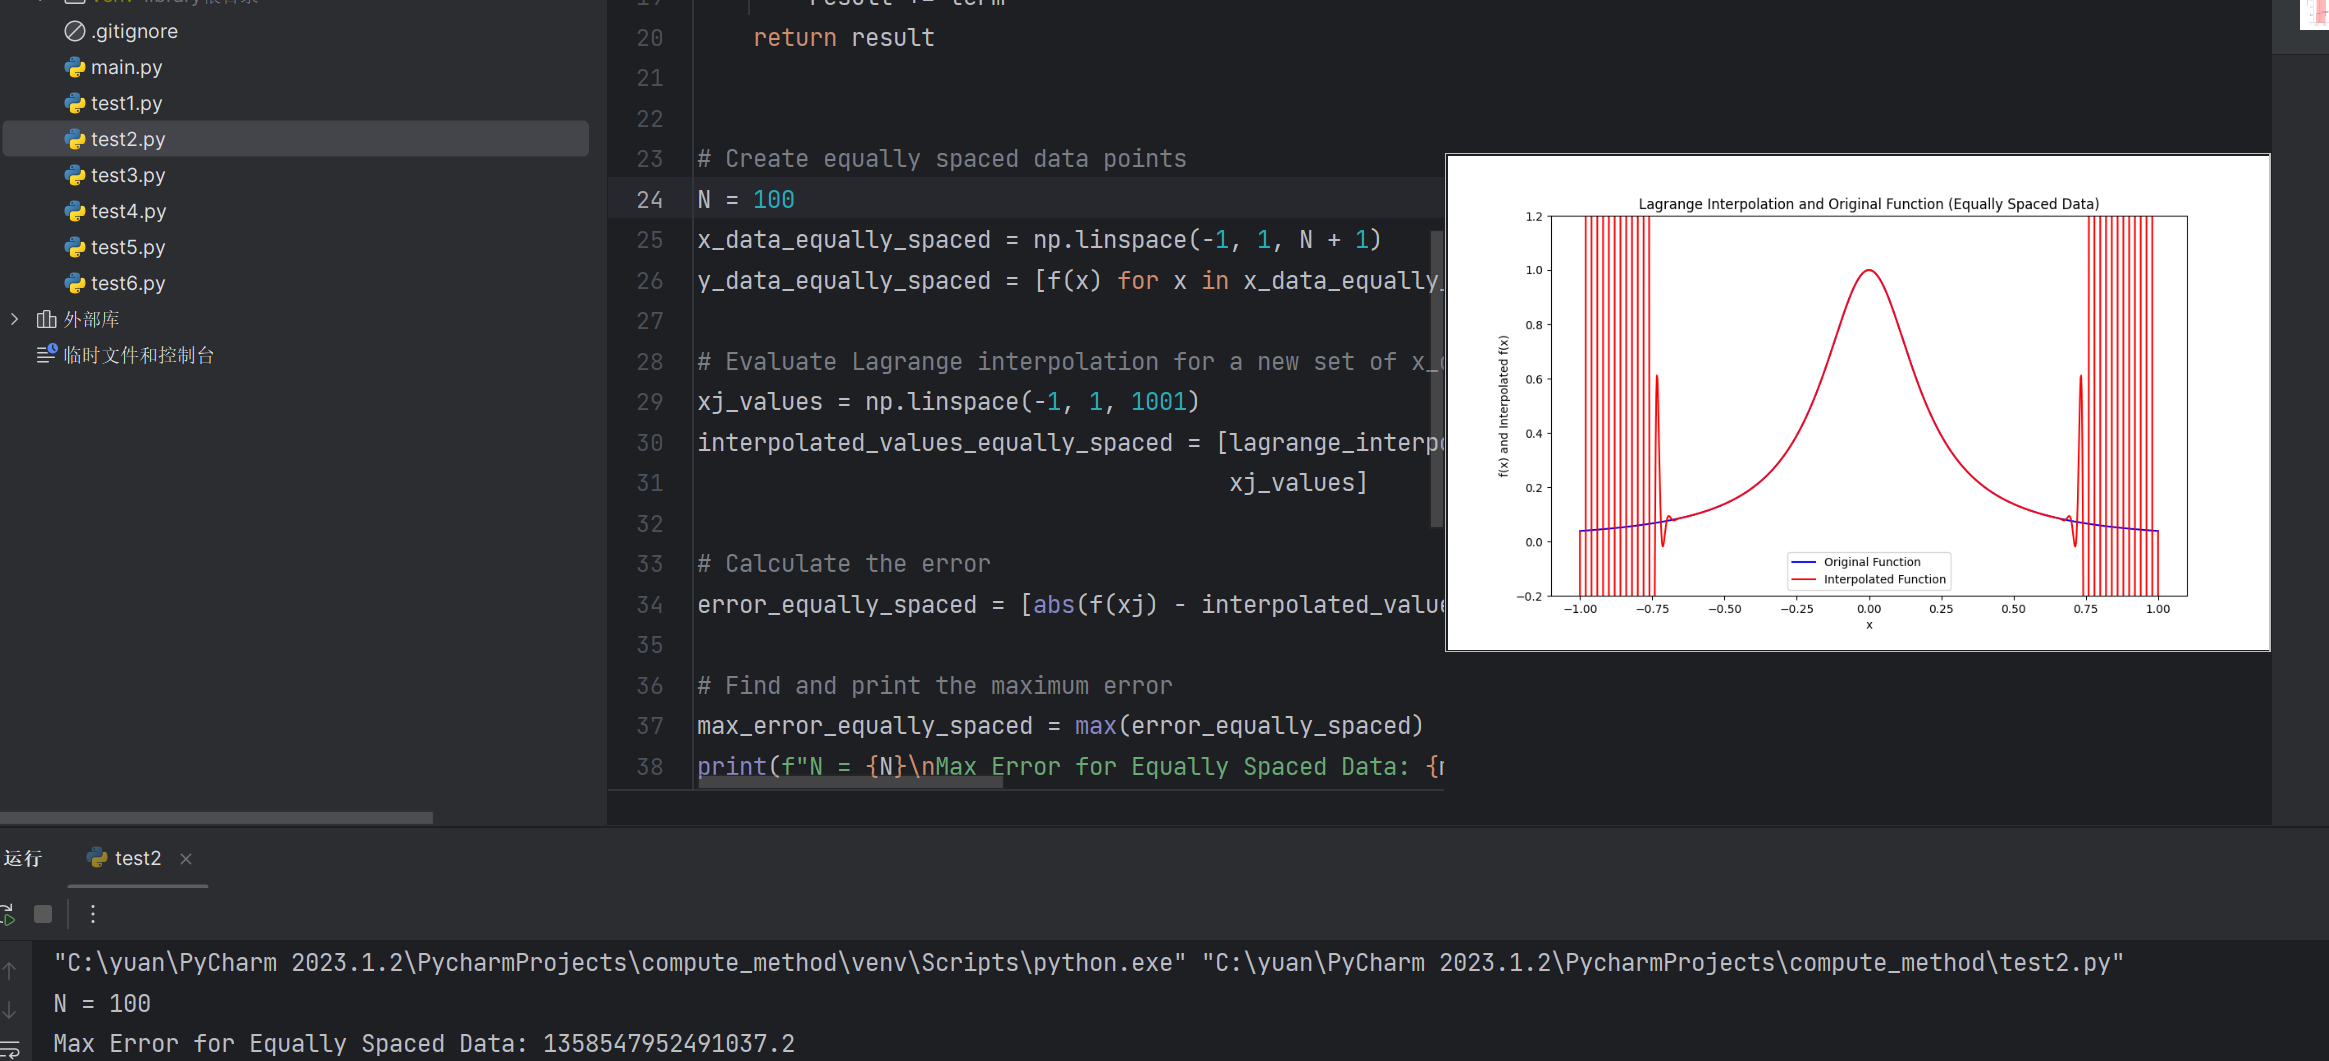 .gitignore
main.py
test1.py
test2.py
test3.py
test4.py
test5.py
test6.py
外部库
临时文件和控制台
20 return result
21
22
23 # Create equally spaced data points
24 N = 100
25 x_data_equally_spaced = np.linspace(-1, 1, N + 1)
26 y_data_equally_spaced = [f(x) for x in x_data_equally_
27
28 # Evaluate Lagrange interpolation for a new set of x_
29 xj_values = np.linspace(-1, 1, 1001)
30 interpolated_values_equally_spaced = [lagrange_interp
31 xj_values]
32
33 # Calculate the error
34 error_equally_spaced = [abs(f(xj) - interpolated_value
35
36 # Find and print the maximum error
37 max_error_equally_spaced = max(error_equally_spaced)
38 print(f"N = {N}\nMax Error for Equally Spaced Data: {
Lagrange Interpolation and Original Function (Equally Spaced Data)
1.2
1.0
0.8
0.6
0.4
0.2
0.0
−0.2
f(x) and Interpolated f(x)
Original Function
Interpolated Function
−1.00 −0.75 −0.50 −0.25 0.00 0.25 0.50 0.75 1.00
x
运行 test2
"C:\yuan\PyCharm 2023.1.2\PycharmProjects\compute_method\venv\Scripts\python.exe" "C:\yuan\PyCharm 2023.1.2\PycharmProjects\compute_method\test2.py"
N = 100
Max Error for Equally Spaced Data: 1358547952491037.2